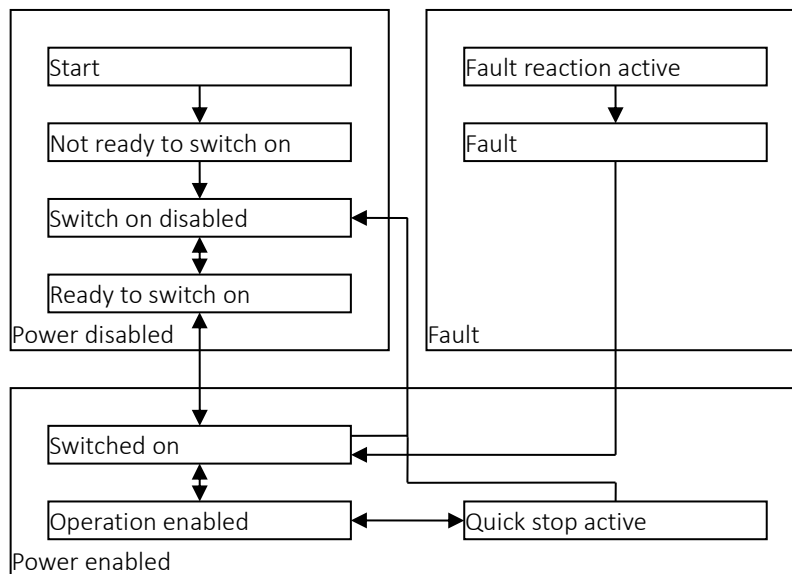 Start
Not ready to switch on
Switch on disabled
Ready to switch on
Power disabled
Fault reaction active
Fault
Fault
Switched on
Operation enabled
Quick stop active
Power enabled